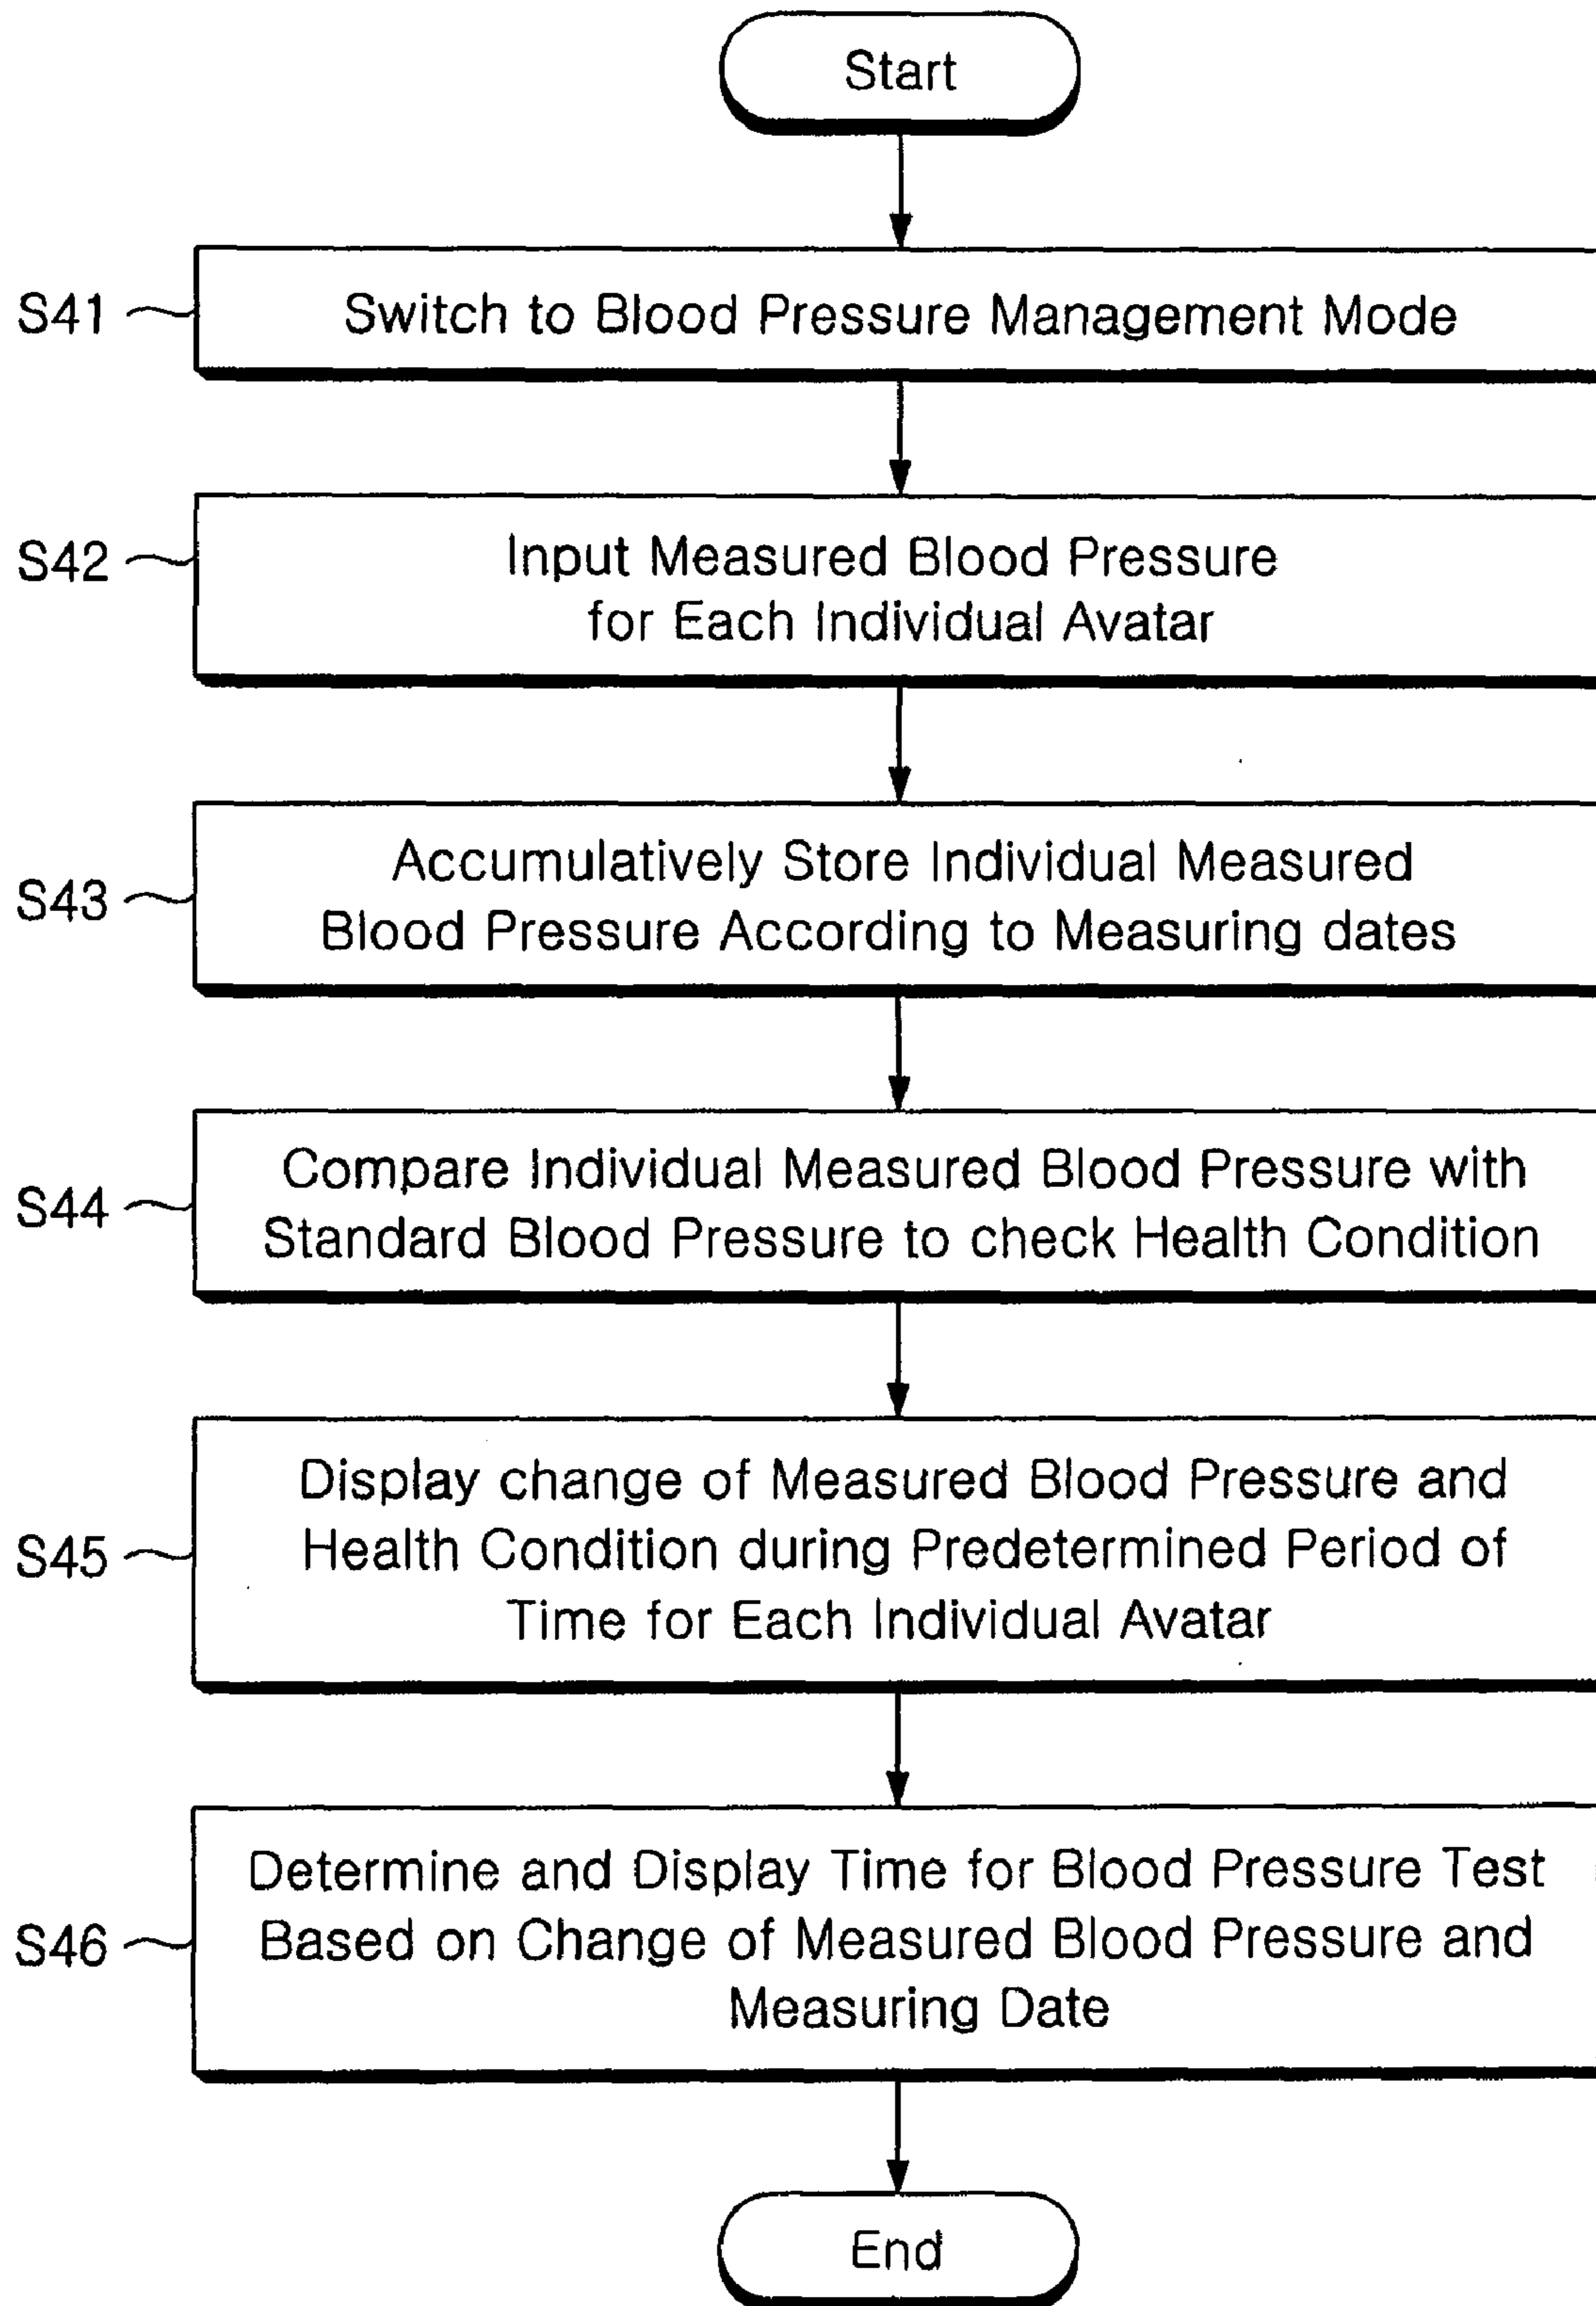 Start
S41
Switch to Blood Pressure Management Mode
S42
Input Measured Blood Pressure
for Each Individual Avatar
S43
Accumulatively Store Individual Measured
Blood Pressure According to Measuring dates
S44
Compare Individual Measured Blood Pressure with
Standard Blood Pressure to check Health Condition
S45
Display change of Measured Blood Pressure and
Health Condition during Predetermined Period of
Time for Each Individual Avatar
S46
Determine and Display Time for Blood Pressure Test
Based on Change of Measured Blood Pressure and
Measuring Date
End